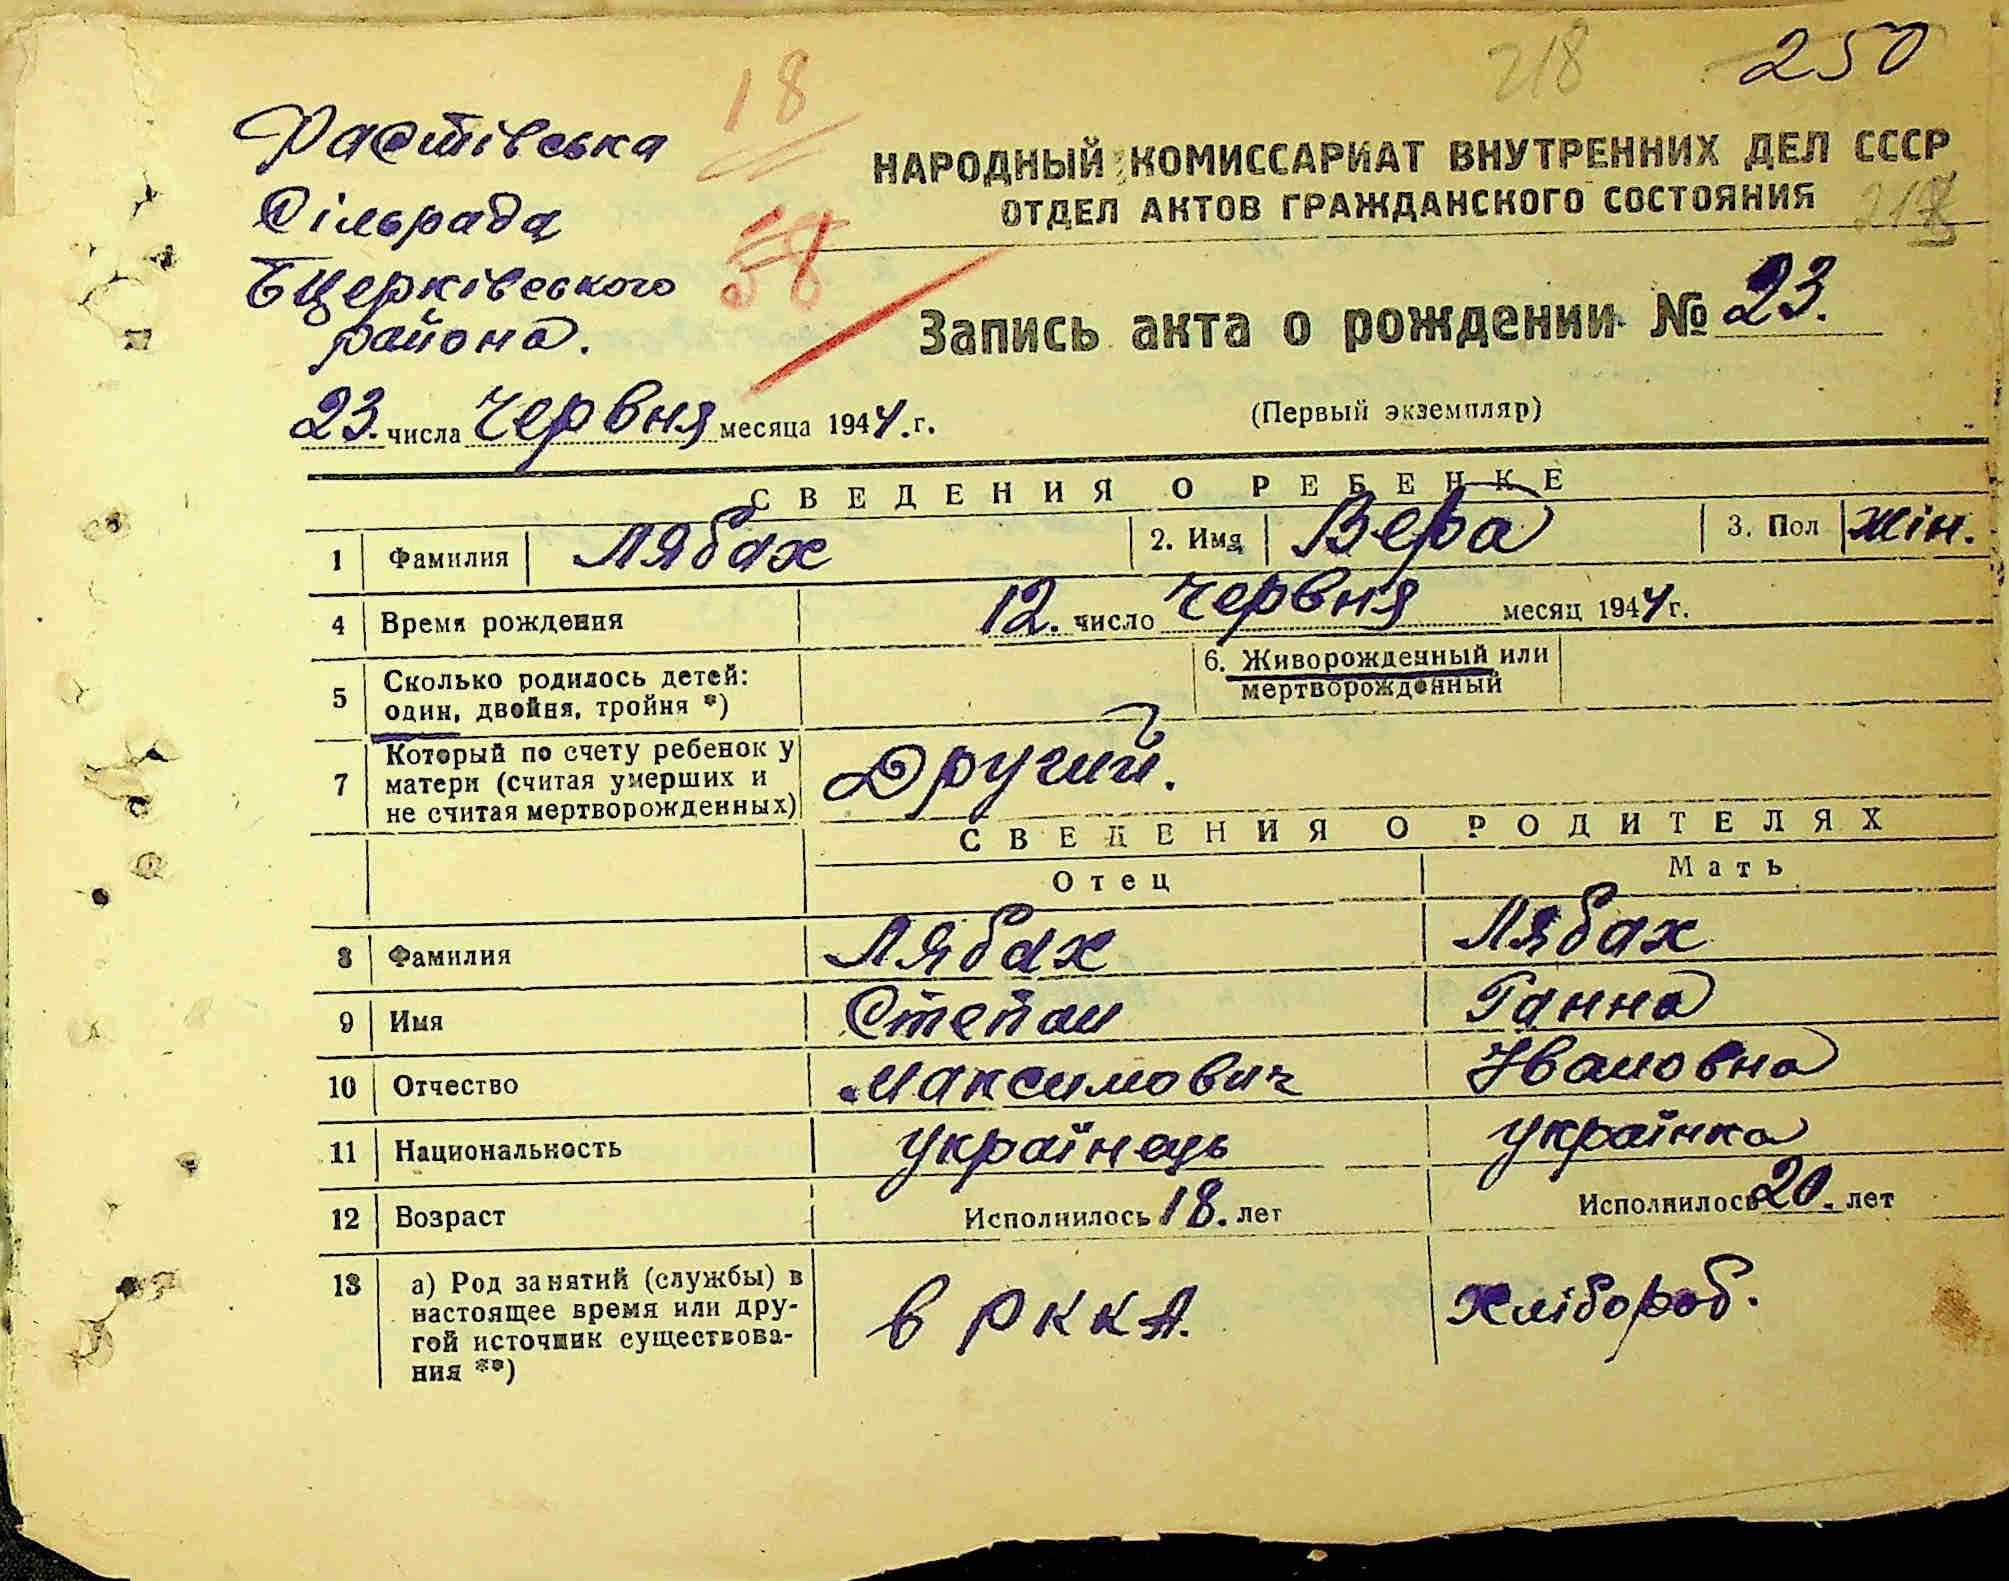 18
218
250
Фастівська
Сільрада
БЦерківського
района.
58
НАРОДНЫЙ КОМИССАРИАТ ВНУТРЕННИХ ДЕЛ СССР
ОТДЕЛ АКТОВ ГРАЖДАНСКОГО СОСТОЯНИЯ
Запись акта о рождении № 23.
23. числа Червня месяца 1944. г.
(Первый экземпляр)
СВЕДЕНИЯ О РЕБЕНКЕ
1 Фамилия Лябах 2. Имя Вера 3. Пол жін.
4 Время рождения 12. число Червня месяц 1944 г.
5 Сколько родилось детей: один, двойня, тройня *)
6. Живорожденный или мертворожденный
7 Который по счету ребенок у матери (считая умерших и не считая мертворожденных) Другий.
СВЕДЕНИЯ О РОДИТЕЛЯХ
Отец Мать
8 Фамилия Лябах Лябах
9 Имя Степан Ганна
10 Отчество Максимович Ивановна
11 Национальность українець українка
12 Возраст Исполнилось 18. лет Исполнилось 20. лет
13 а) Род занятий (службы) в настоящее время или другой источник существования **) в РККА. хлібороб.